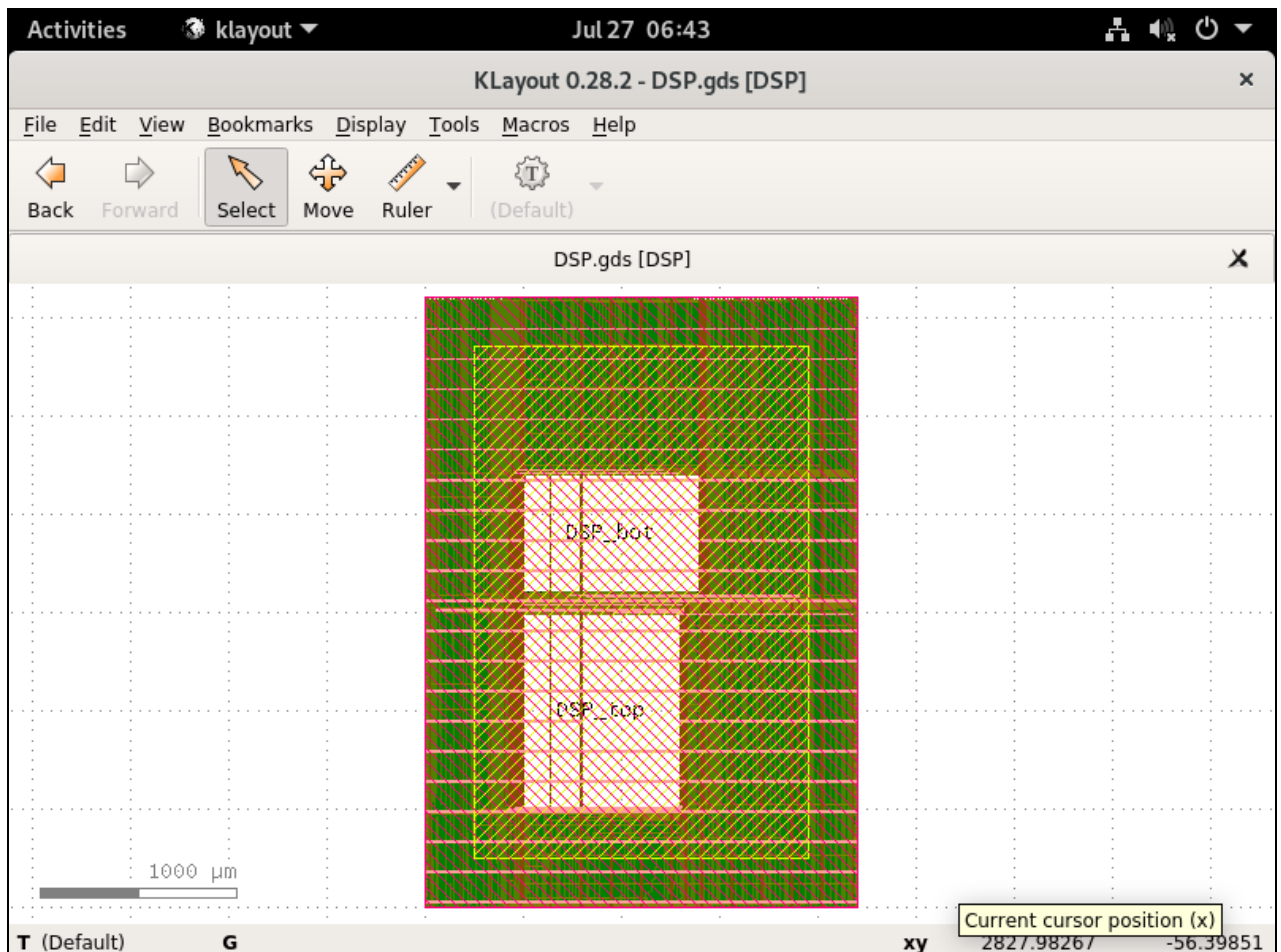 Activities klayout Jul 27 06:43
KLayout 0.28.2 - DSP.gds [DSP]
File Edit View Bookmarks Display Tools Macros Help
Back Forward Select Move Ruler T (Default)
DSP.gds [DSP]
DSP_bot
DSP_top
1000 µm
Current cursor position (x)
T (Default) G xy 2827.98267 -56.39851